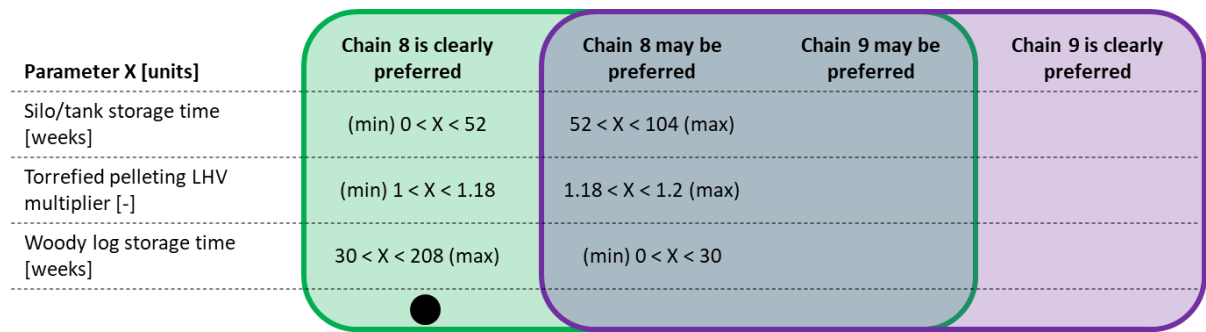 Parameter X [units]
Chain 8 is clearly
preferred
Chain 8 may be
preferred
Chain 9 may be
preferred
Chain 9 is clearly
preferred
Silo/tank storage time
[weeks]
(min) 0 < X < 52
52 < X < 104 (max)
Torrefied pelleting LHV
multiplier [-]
(min) 1 < X < 1.18
1.18 < X < 1.2 (max)
Woody log storage time
[weeks]
30 < X < 208 (max)
(min) 0 < X < 30